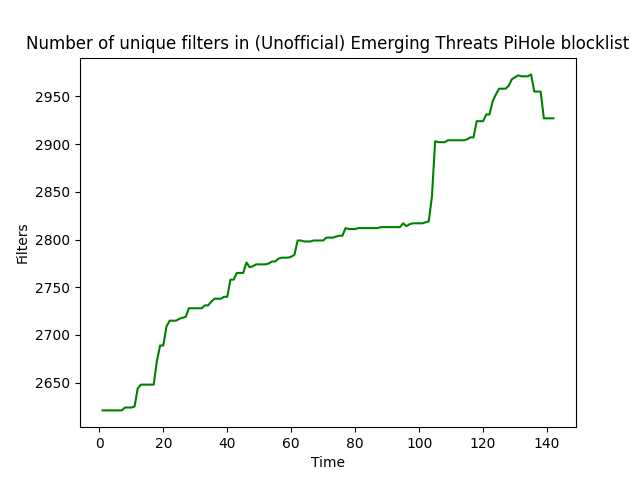 Number of unique filters in (Unofficial) Emerging Threats PiHole blocklist
2950
2900
2850
2800
2750
2700
2650
Filters
0 20 40 60 80 100 120 140
Time